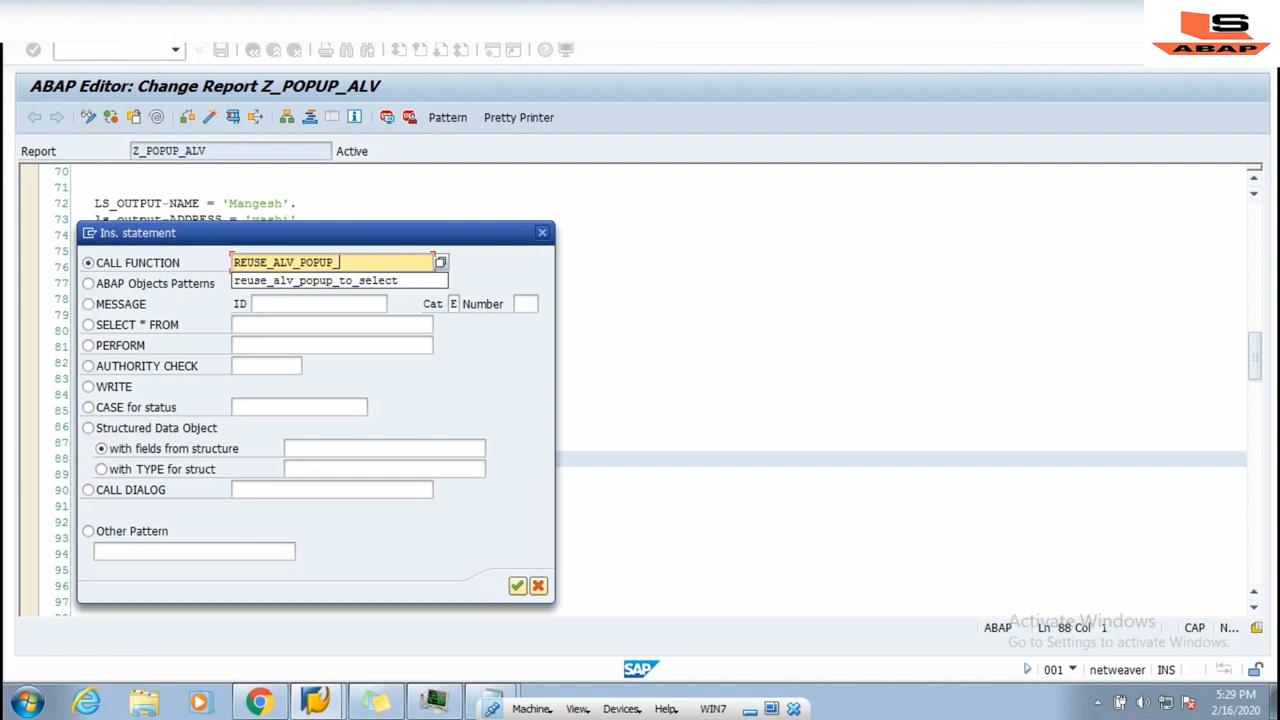 LS
ABAP
ABAP Editor: Change Report Z_POPUP_ALV
Pattern Pretty Printer
Report Z_POPUP_ALV Active
70
71
72 LS_OUTPUT-NAME = 'Mangesh'.
73 ls_output-ADDRESS = 'vashi'
74
75
76
77
78
79
80
81
82
83
84
85
86
87
88
89
90
91
92
93
94
95
96
97
Ins. statement
CALL FUNCTION REUSE_ALV_POPUP_
reuse_alv_popup_to_select
ABAP Objects Patterns
MESSAGE ID Cat E Number
SELECT * FROM
PERFORM
AUTHORITY CHECK
WRITE
CASE for status
Structured Data Object
with fields from structure
with TYPE for struct
CALL DIALOG
Other Pattern
Activate Windows
Go to Settings to activate Windows.
ABAP Ln 88 Col 1 CAP N...
SAP
001 netweaver INS
Machine View Devices Help WIN7
5:29 PM
2/16/2020